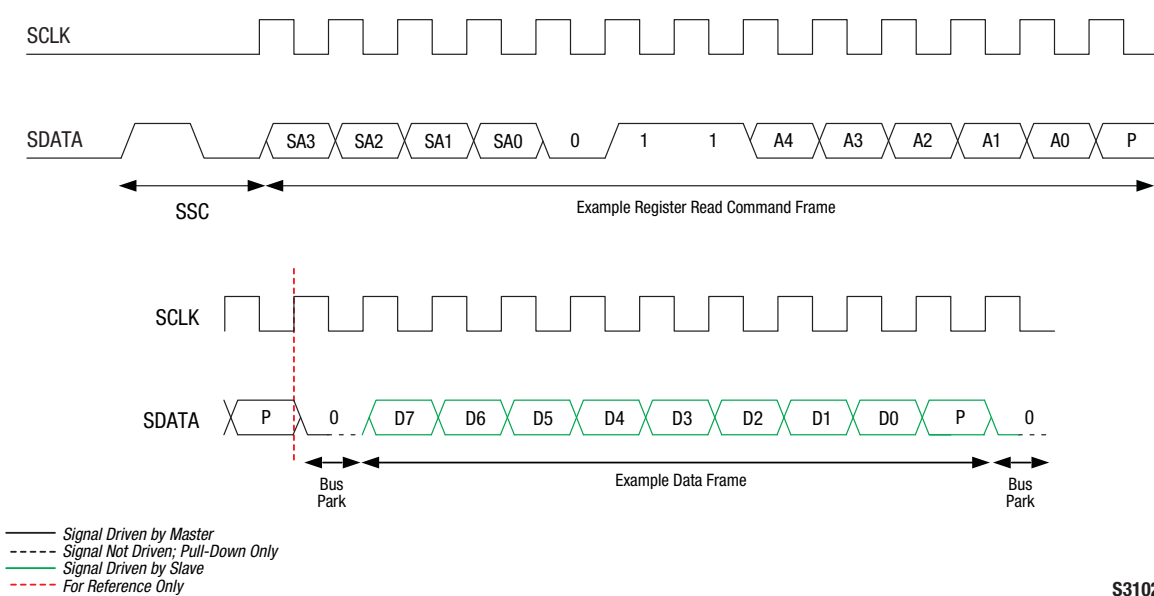 SCLK
SDATA SA3 SA2 SA1 SA0 0 1 1 A4 A3 A2 A1 A0 P
SSC
Example Register Read Command Frame
SCLK
SDATA P 0 D7 D6 D5 D4 D3 D2 D1 D0 P 0
Bus Park
Example Data Frame
Bus Park
Signal Driven by Master
Signal Not Driven; Pull-Down Only
Signal Driven by Slave
For Reference Only
S3102